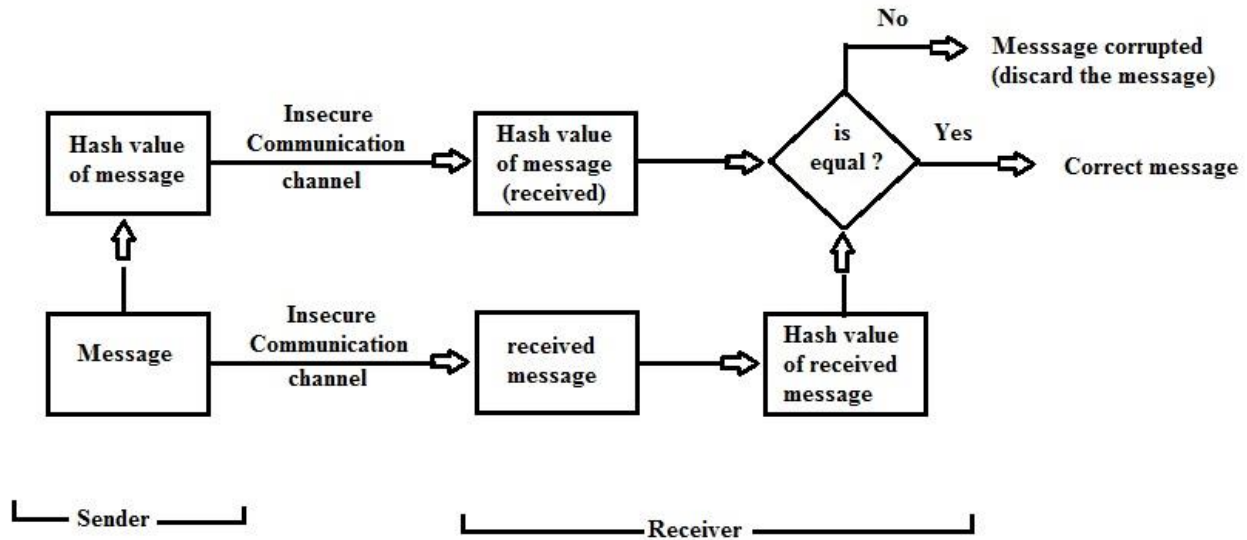 No
Messsage corrupted
(discard the message)
Hash value
of message
Insecure
Communication
channel
Hash value
of message
(received)
is
equal ?
Yes
Correct message
Message
Insecure
Communication
channel
received
message
Hash value
of received
message
Sender
Receiver